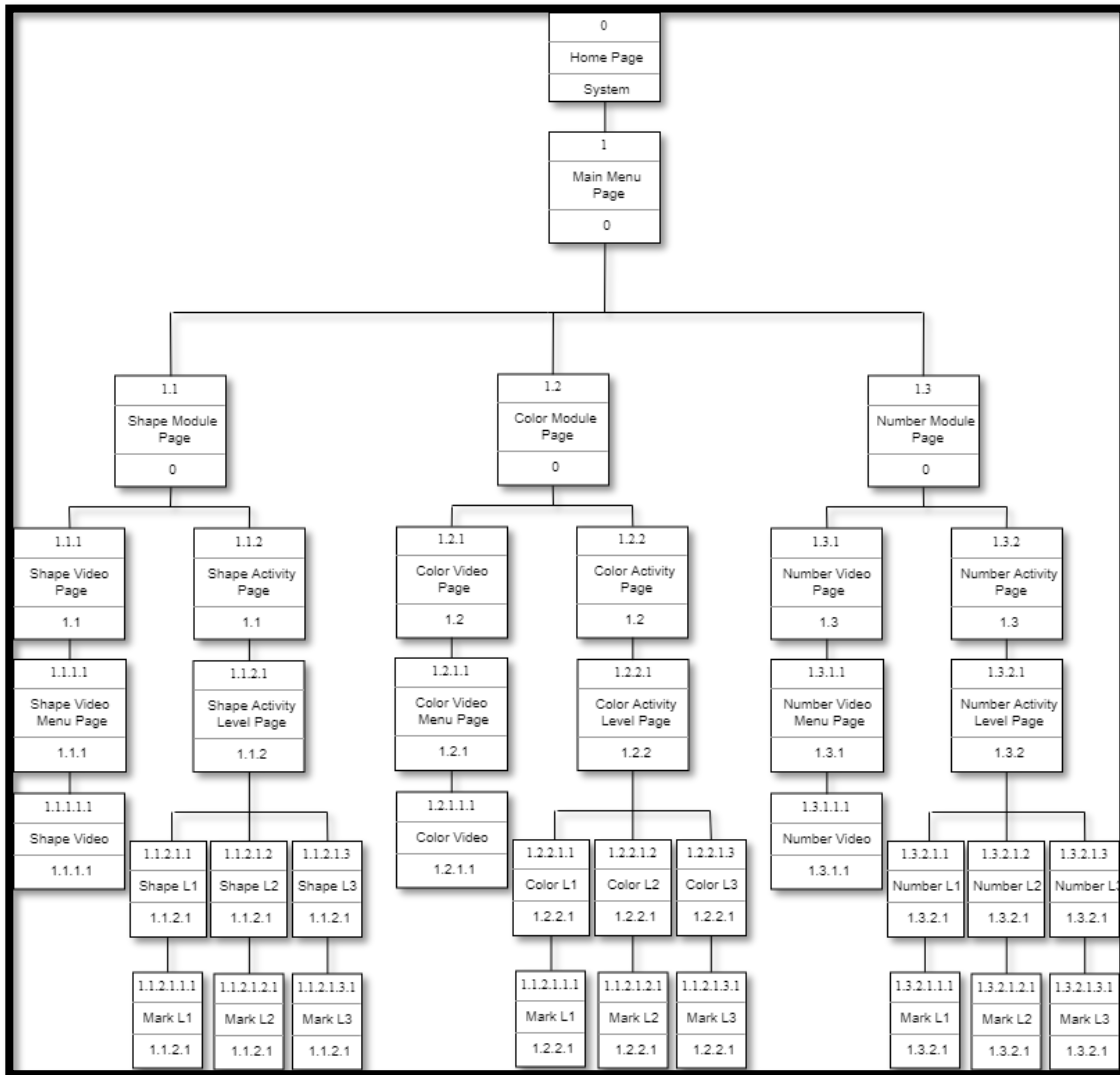 0
Home Page
System
1
Main Menu
Page
0
1.1
Shape Module
Page
0
1.2
Color Module
Page
0
1.3
Number Module
Page
0
1.1.1
Shape Video
Page
1.1
1.1.2
Shape Activity
Page
1.1
1.2.1
Color Video
Page
1.2
1.2.2
Color Activity
Page
1.2
1.3.1
Number Video
Page
1.3
1.3.2
Number Activity
Page
1.3
1.1.1.1
Shape Video
Menu Page
1.1.1
1.1.2.1
Shape Activity
Level Page
1.1.2
1.2.1.1
Color Video
Menu Page
1.2.1
1.2.2.1
Color Activity
Level Page
1.2.2
1.3.1.1
Number Video
Menu Page
1.3.1
1.3.2.1
Number Activity
Level Page
1.3.2
1.1.1.1.1
Shape Video
1.1.1.1
1.1.2.1.1
Shape L1
1.1.2.1
1.1.2.1.2
Shape L2
1.1.2.1
1.1.2.1.3
Shape L3
1.1.2.1
1.2.1.1.1
Color Video
1.2.1.1
1.2.2.1.1
Color L1
1.2.2.1
1.2.2.1.2
Color L2
1.2.2.1
1.2.2.1.3
Color L3
1.2.2.1
1.3.1.1.1
Number Video
1.3.1.1
1.3.2.1.1
Number L1
1.3.2.1
1.3.2.1.2
Number L2
1.3.2.1
1.3.2.1.3
Number L3
1.3.2.1
1.1.2.1.1.1
Mark L1
1.1.2.1
1.1.2.1.2.1
Mark L2
1.1.2.1
1.1.2.1.3.1
Mark L3
1.1.2.1
1.1.2.1.1.1
Mark L1
1.2.2.1
1.1.2.1.2.1
Mark L2
1.2.2.1
1.1.2.1.3.1
Mark L3
1.2.2.1
1.3.2.1.1.1
Mark L1
1.3.2.1
1.3.2.1.2.1
Mark L2
1.3.2.1
1.3.2.1.3.1
Mark L3
1.3.2.1